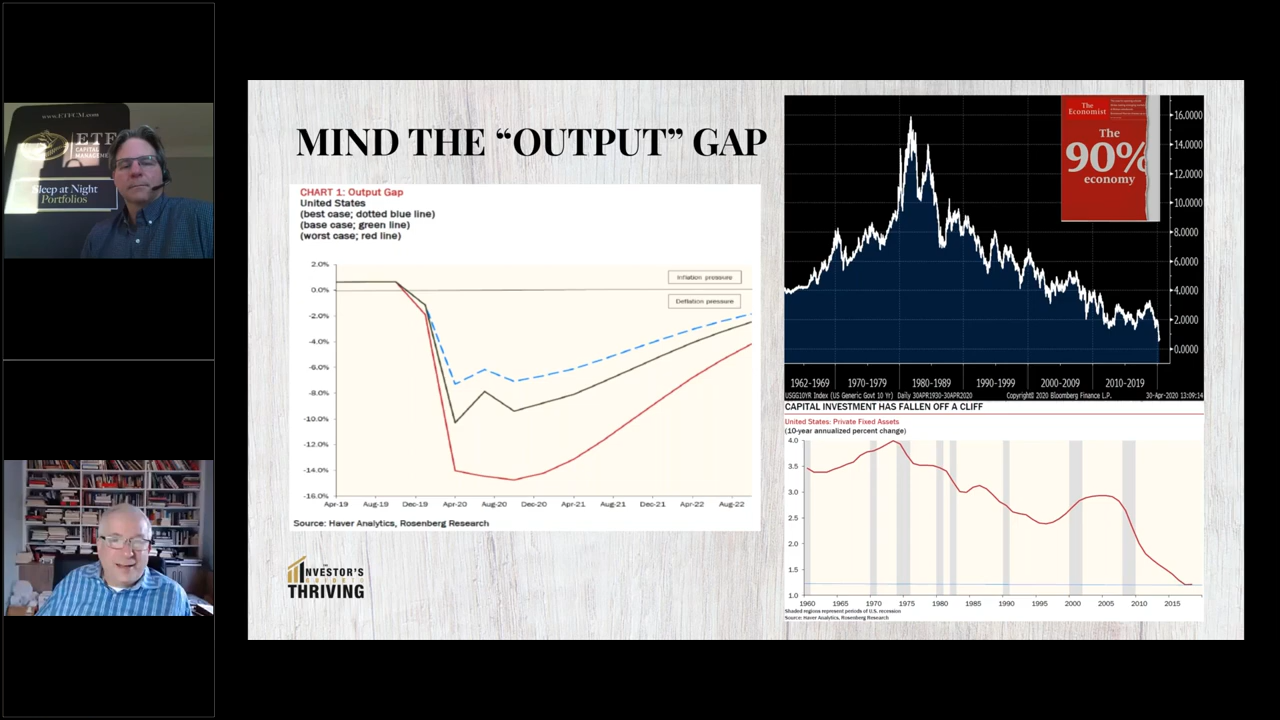 WWW.ETFCM.COM
ETF
CAPITAL
MANAGEME
Sleep at Night
Portfolios
MIND THE “OUTPUT” GAP
CHART 1: Output Gap
United States
(best case; dotted blue line)
(base case; green line)
(worst case; red line)
2.0%
0.0%
-2.0%
-4.0%
-6.0%
-8.0%
-10.0%
-12.0%
-14.0%
-16.0%
Inflation pressure
Deflation pressure
Apr-19 Aug-19 Dec-19 Apr-20 Aug-20 Dec-20 Apr-21 Aug-21 Dec-21 Apr-22 Aug-22
Source: Haver Analytics, Rosenberg Research
INVESTOR'S
THRIVING
The
Economist
The
90%
economy
16.0000
14.0000
12.0000
10.0000
8.0000
6.0000
4.0000
2.0000
0.0000
1962-1969 1970-1979 1980-1989 1990-1999 2000-2009 2010-2019
USGG10YR Index (US Generic Govt 10 Yr) Daily 30APR1930-30APR2020 Copyright© 2020 Bloomberg Finance L.P. 30-Apr-2020 13:09:14
CAPITAL INVESTMENT HAS FALLEN OFF A CLIFF
United States: Private Fixed Assets
(10-year annualized percent change)
4.0
3.5
3.0
2.5
2.0
1.5
1.0
1960 1965 1970 1975 1980 1985 1990 1995 2000 2005 2010 2015
Shaded regions represent periods of U.S. recession
Source: Haver Analytics, Rosenberg Research